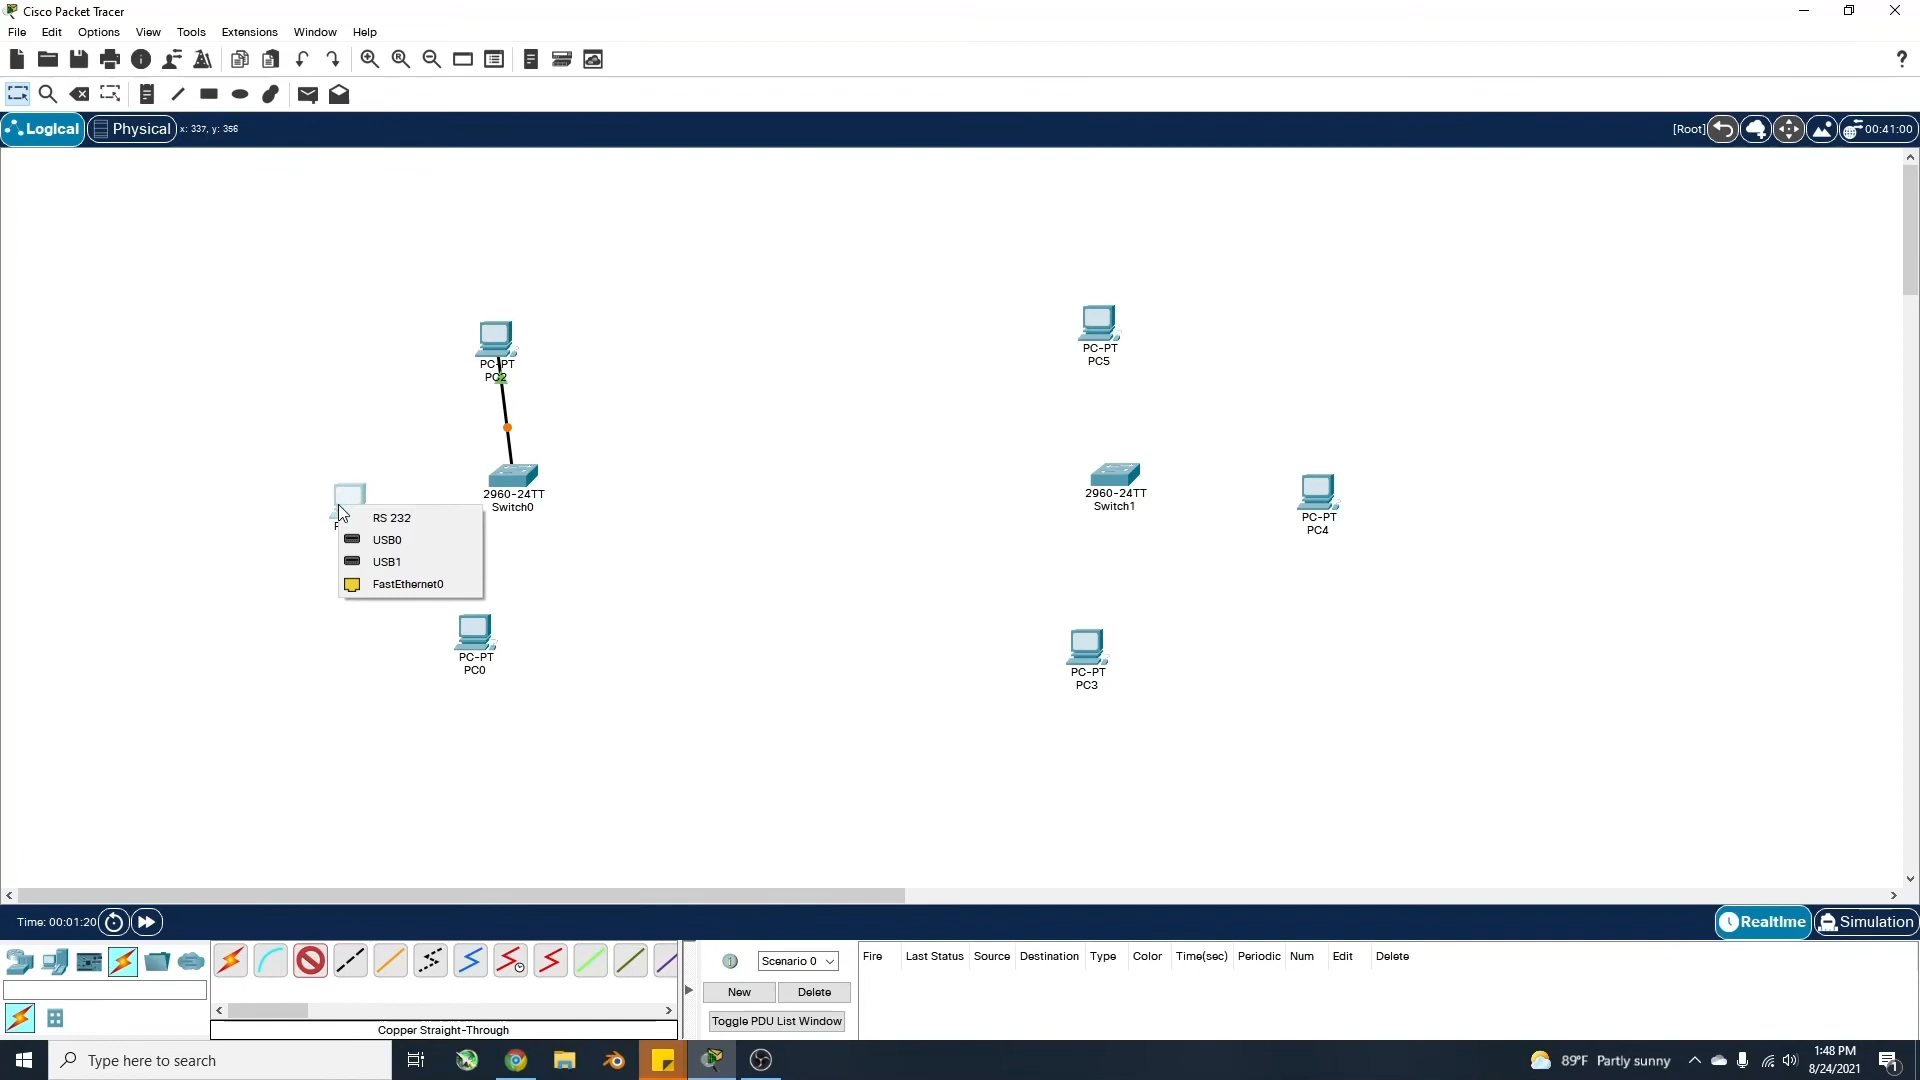 Cisco Packet Tracer
File Edit Options View Tools Extensions Window Help
Logical Physical x: 337, y: 356 [Root] 00:41:00
PC-PT
PC2
PC-PT
PC5
2960-24TT
Switch0
2960-24TT
Switch1
PC-PT
PC4
RS 232
USB0
USB1
FastEthernet0
PC-PT
PC0
PC-PT
PC3
Time: 00:01:20 Realtime Simulation
Scenario 0
New Delete
Toggle PDU List Window
Fire Last Status Source Destination Type Color Time(sec) Periodic Num Edit Delete
Copper Straight-Through
Type here to search
89°F Partly sunny
1:48 PM
8/24/2021
1